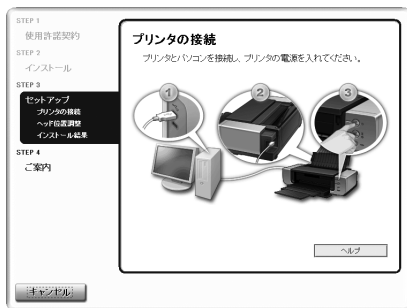 STEP 1
使用許諾契約
STEP 2
インストール
STEP 3
セットアップ
プリンタの接続
ヘッド位置調整
インストール結果
STEP 4
ご案内
プリンタの接続
プリンタとパソコンを接続し、プリンタの電源を入れてください。
1
2
3
ヘルプ
キャンセル